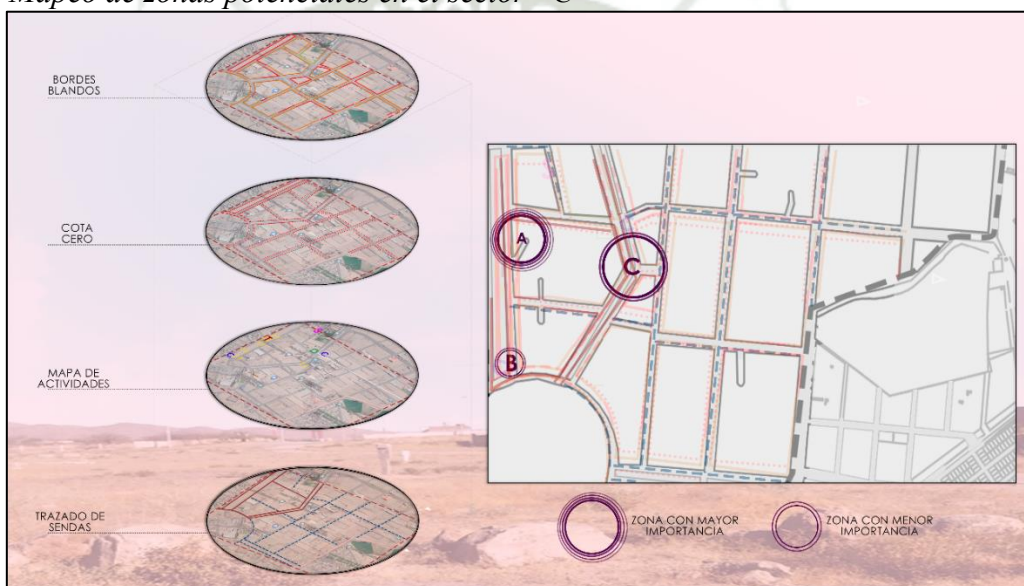 Mapeo de zonas potenciales en el sector "C"
BORDES
BLANDOS
COTA
CERO
MAPA DE
ACTIVIDADES
TRAZADO DE
SENDAS
A
C
B
ZONA CON MAYOR
IMPORTANCIA
ZONA CON MENOR
IMPORTANCIA